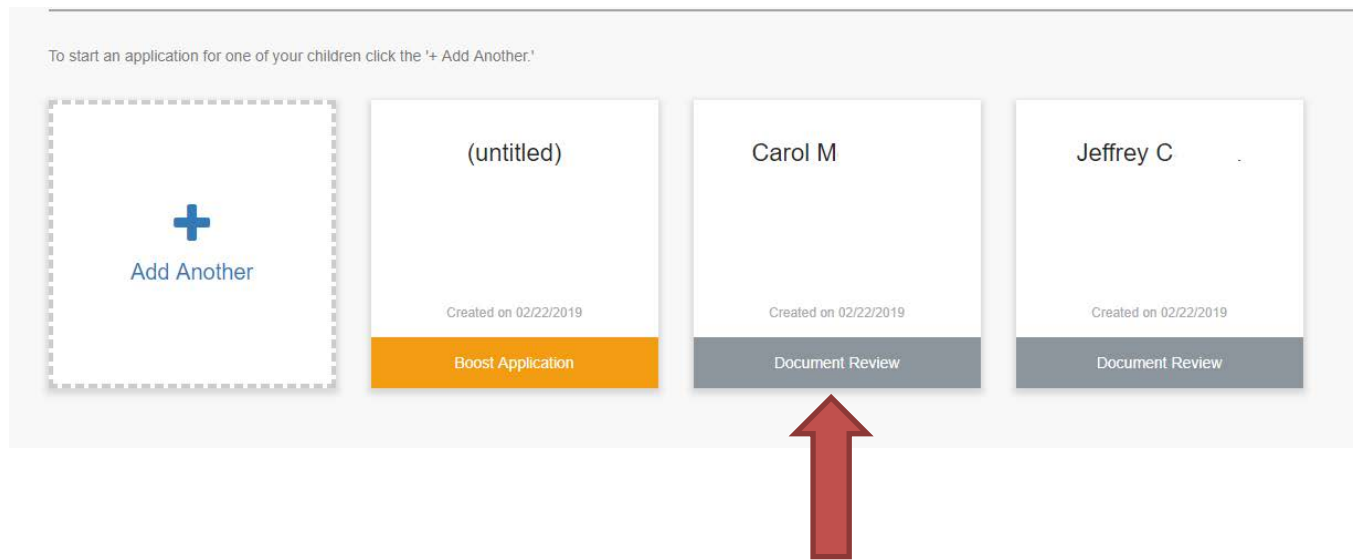 To start an application for one of your children click the '+ Add Another.'
Add Another
(untitled)
Created on 02/22/2019
Boost Application
Carol M
Created on 02/22/2019
Document Review
Jeffrey C .
Created on 02/22/2019
Document Review